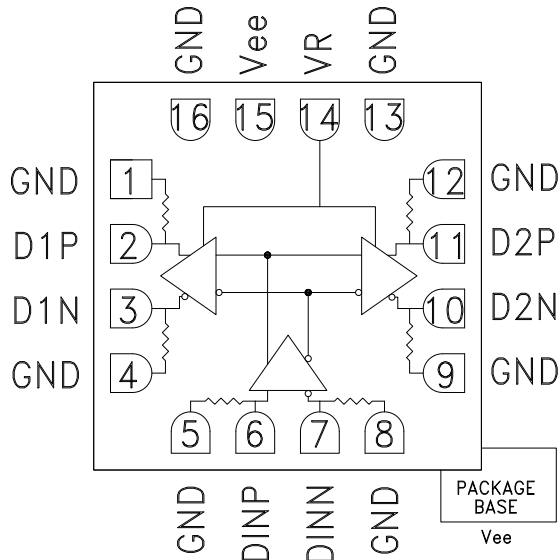 GND Vee VR GND
16 15 14 13
GND 1 12 GND
D1P 2 11 D2P
D1N 3 10 D2N
GND 4 9 GND
5 6 7 8
GND DINP DINN GND
PACKAGE
BASE
Vee